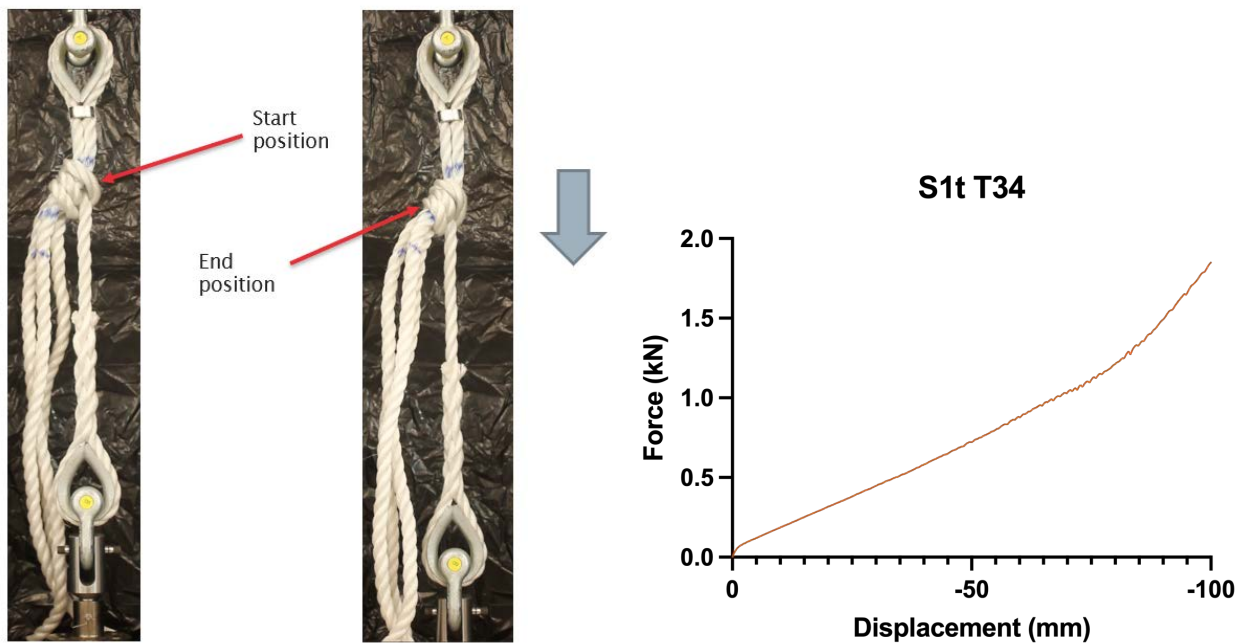 Start
position
End
position
S1t T34
Force (kN)
2.0
1.5
1.0
0.5
0.0
0
-50
-100
Displacement (mm)